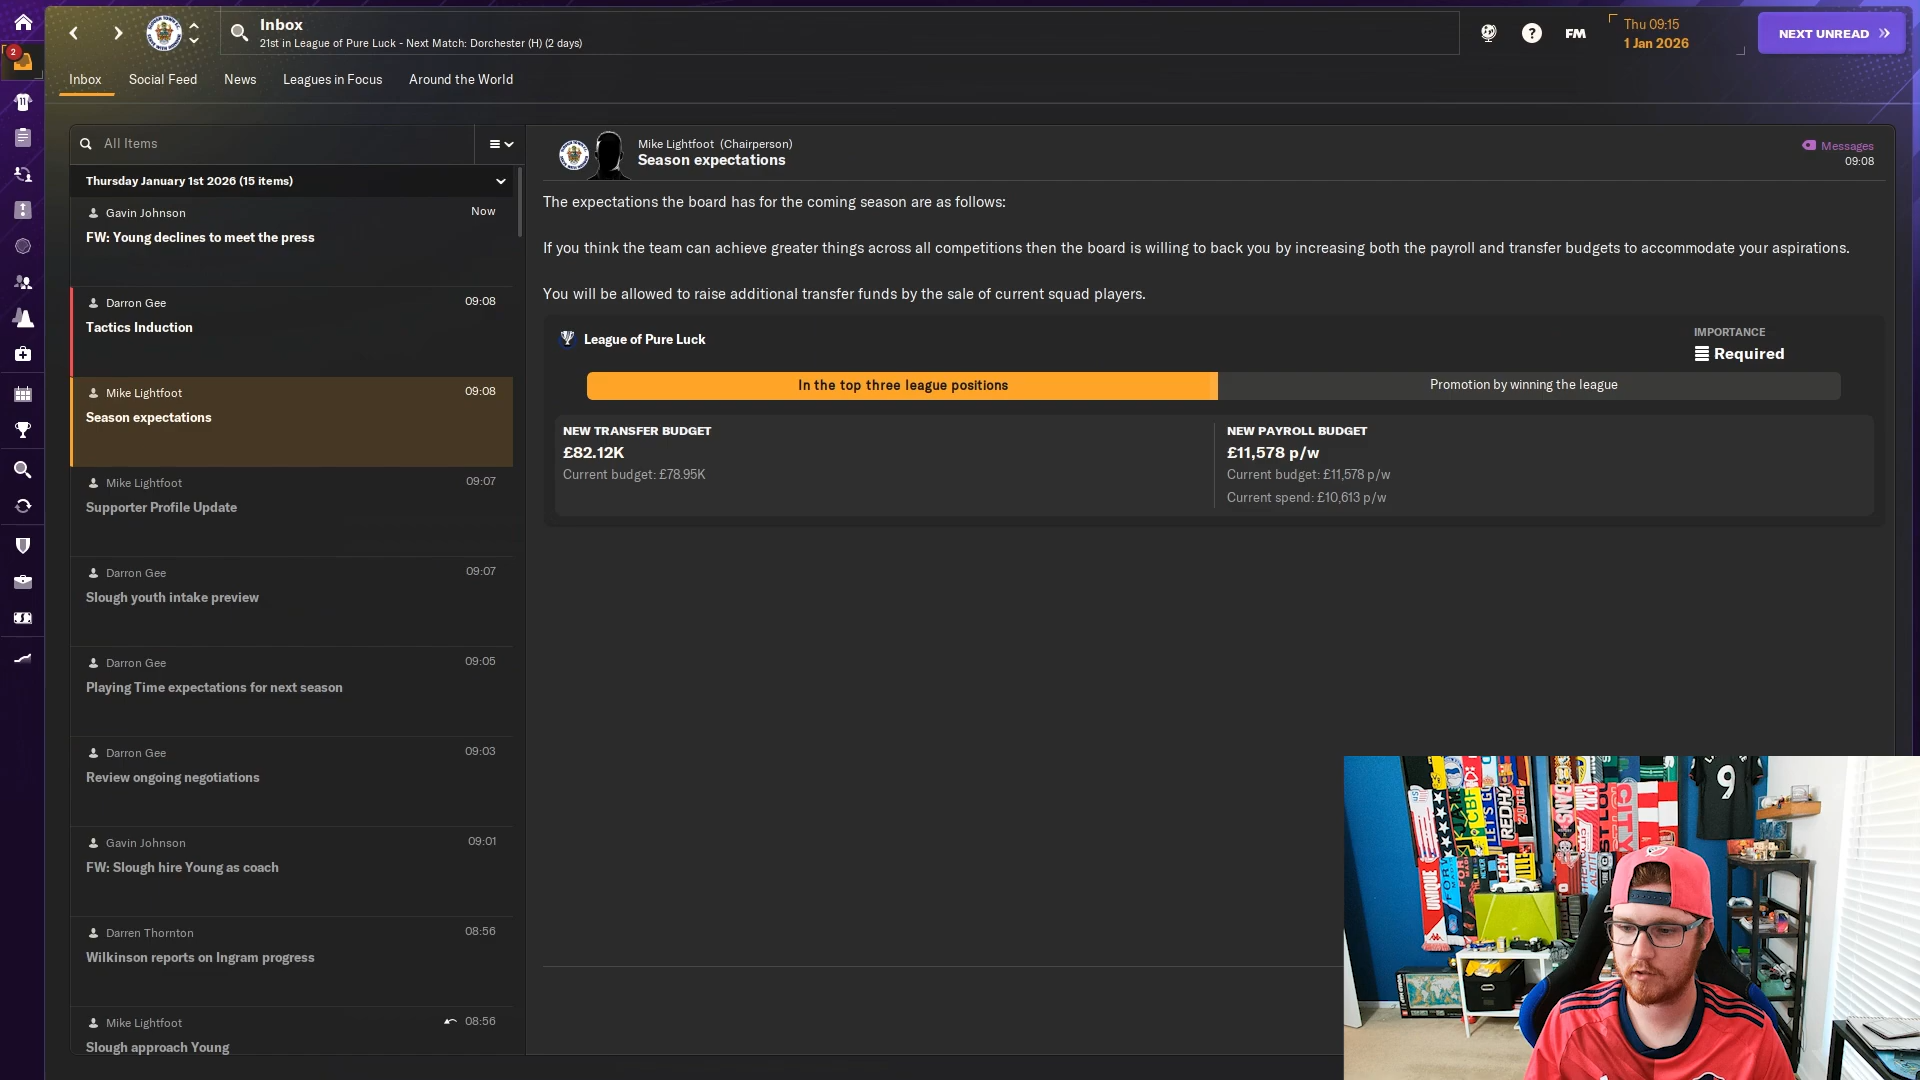 Inbox
21st in League of Pure Luck - Next Match: Dorchester (H) (2 days)
FM
Thu 09:15
1 Jan 2026
NEXT UNREAD
2
Inbox
Social Feed
News
Leagues in Focus
Around the World
All Items
Thursday January 1st 2026 (15 items)
Gavin Johnson
Now
FW: Young declines to meet the press
Darron Gee
09:08
Tactics Induction
Mike Lightfoot
09:08
Season expectations
Mike Lightfoot
09:07
Supporter Profile Update
Darron Gee
09:07
Slough youth intake preview
Darron Gee
09:05
Playing Time expectations for next season
Darron Gee
09:03
Review ongoing negotiations
Gavin Johnson
09:01
FW: Slough hire Young as coach
Darren Thornton
08:56
Wilkinson reports on Ingram progress
Mike Lightfoot
08:56
Slough approach Young
Mike Lightfoot (Chairperson)
Season expectations
Messages
09:08
The expectations the board has for the coming season are as follows:
If you think the team can achieve greater things across all competitions then the board is willing to back you by increasing both the payroll and transfer budgets to accommodate your aspirations.
You will be allowed to raise additional transfer funds by the sale of current squad players.
League of Pure Luck
IMPORTANCE
Required
In the top three league positions
Promotion by winning the league
NEW TRANSFER BUDGET
£82.12K
Current budget: £78.95K
NEW PAYROLL BUDGET
£11,578 p/w
Current budget: £11,578 p/w
Current spend: £10,613 p/w
9
UNIQUE
CITY